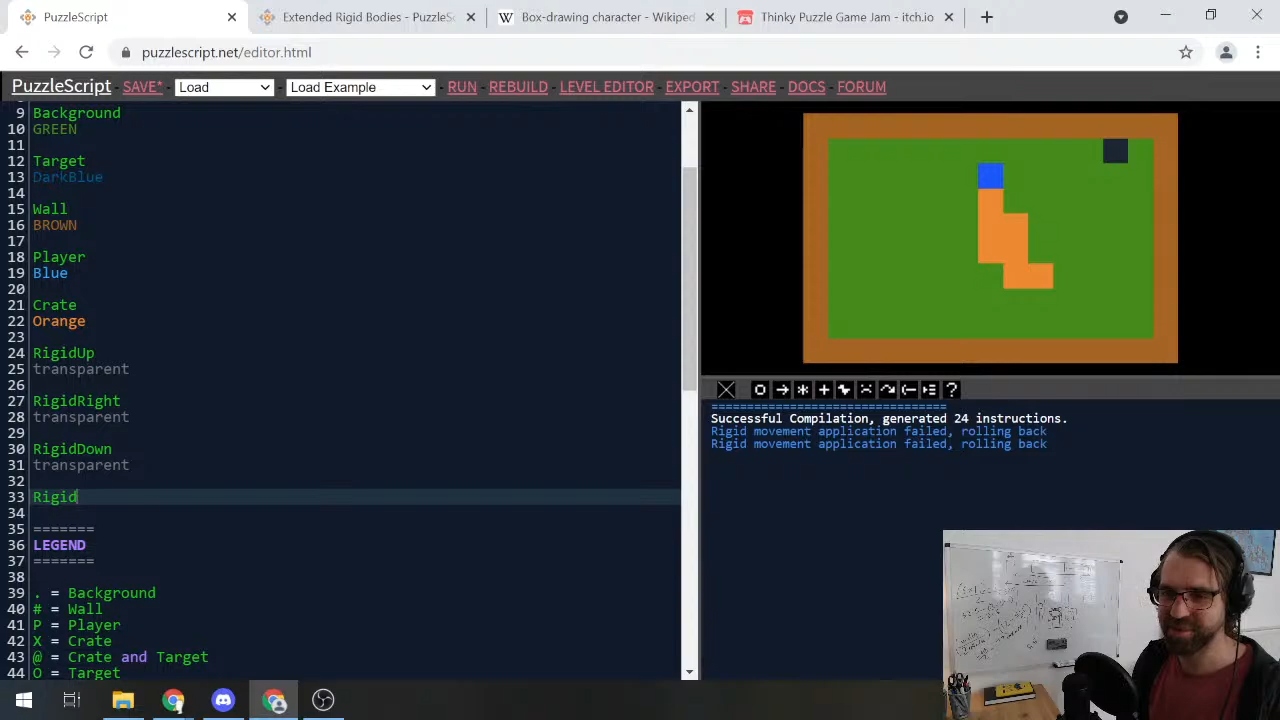 PuzzleScript
Extended Rigid Bodies - PuzzleSc
Box-drawing character - Wikiped
Thinky Puzzle Game Jam - itch.io
puzzlescript.net/editor.html
PuzzleScript - SAVE* - Load Load Example - RUN - REBUILD - LEVEL EDITOR - EXPORT - SHARE - DOCS - FORUM
9 Background
10 GREEN
11
12 Target
13 DarkBlue
14
15 Wall
16 BROWN
17
18 Player
19 Blue
20
21 Crate
22 Orange
23
24 RigidUp
25 transparent
26
27 RigidRight
28 transparent
29
30 RigidDown
31 transparent
32
33 Rigid
34
35 =======
36 LEGEND
37 =======
38
39 . = Background
40 # = Wall
41 P = Player
42 X = Crate
43 @ = Crate and Target
44 O = Target
=================================
Successful Compilation, generated 24 instructions.
Rigid movement application failed, rolling back
Rigid movement application failed, rolling back